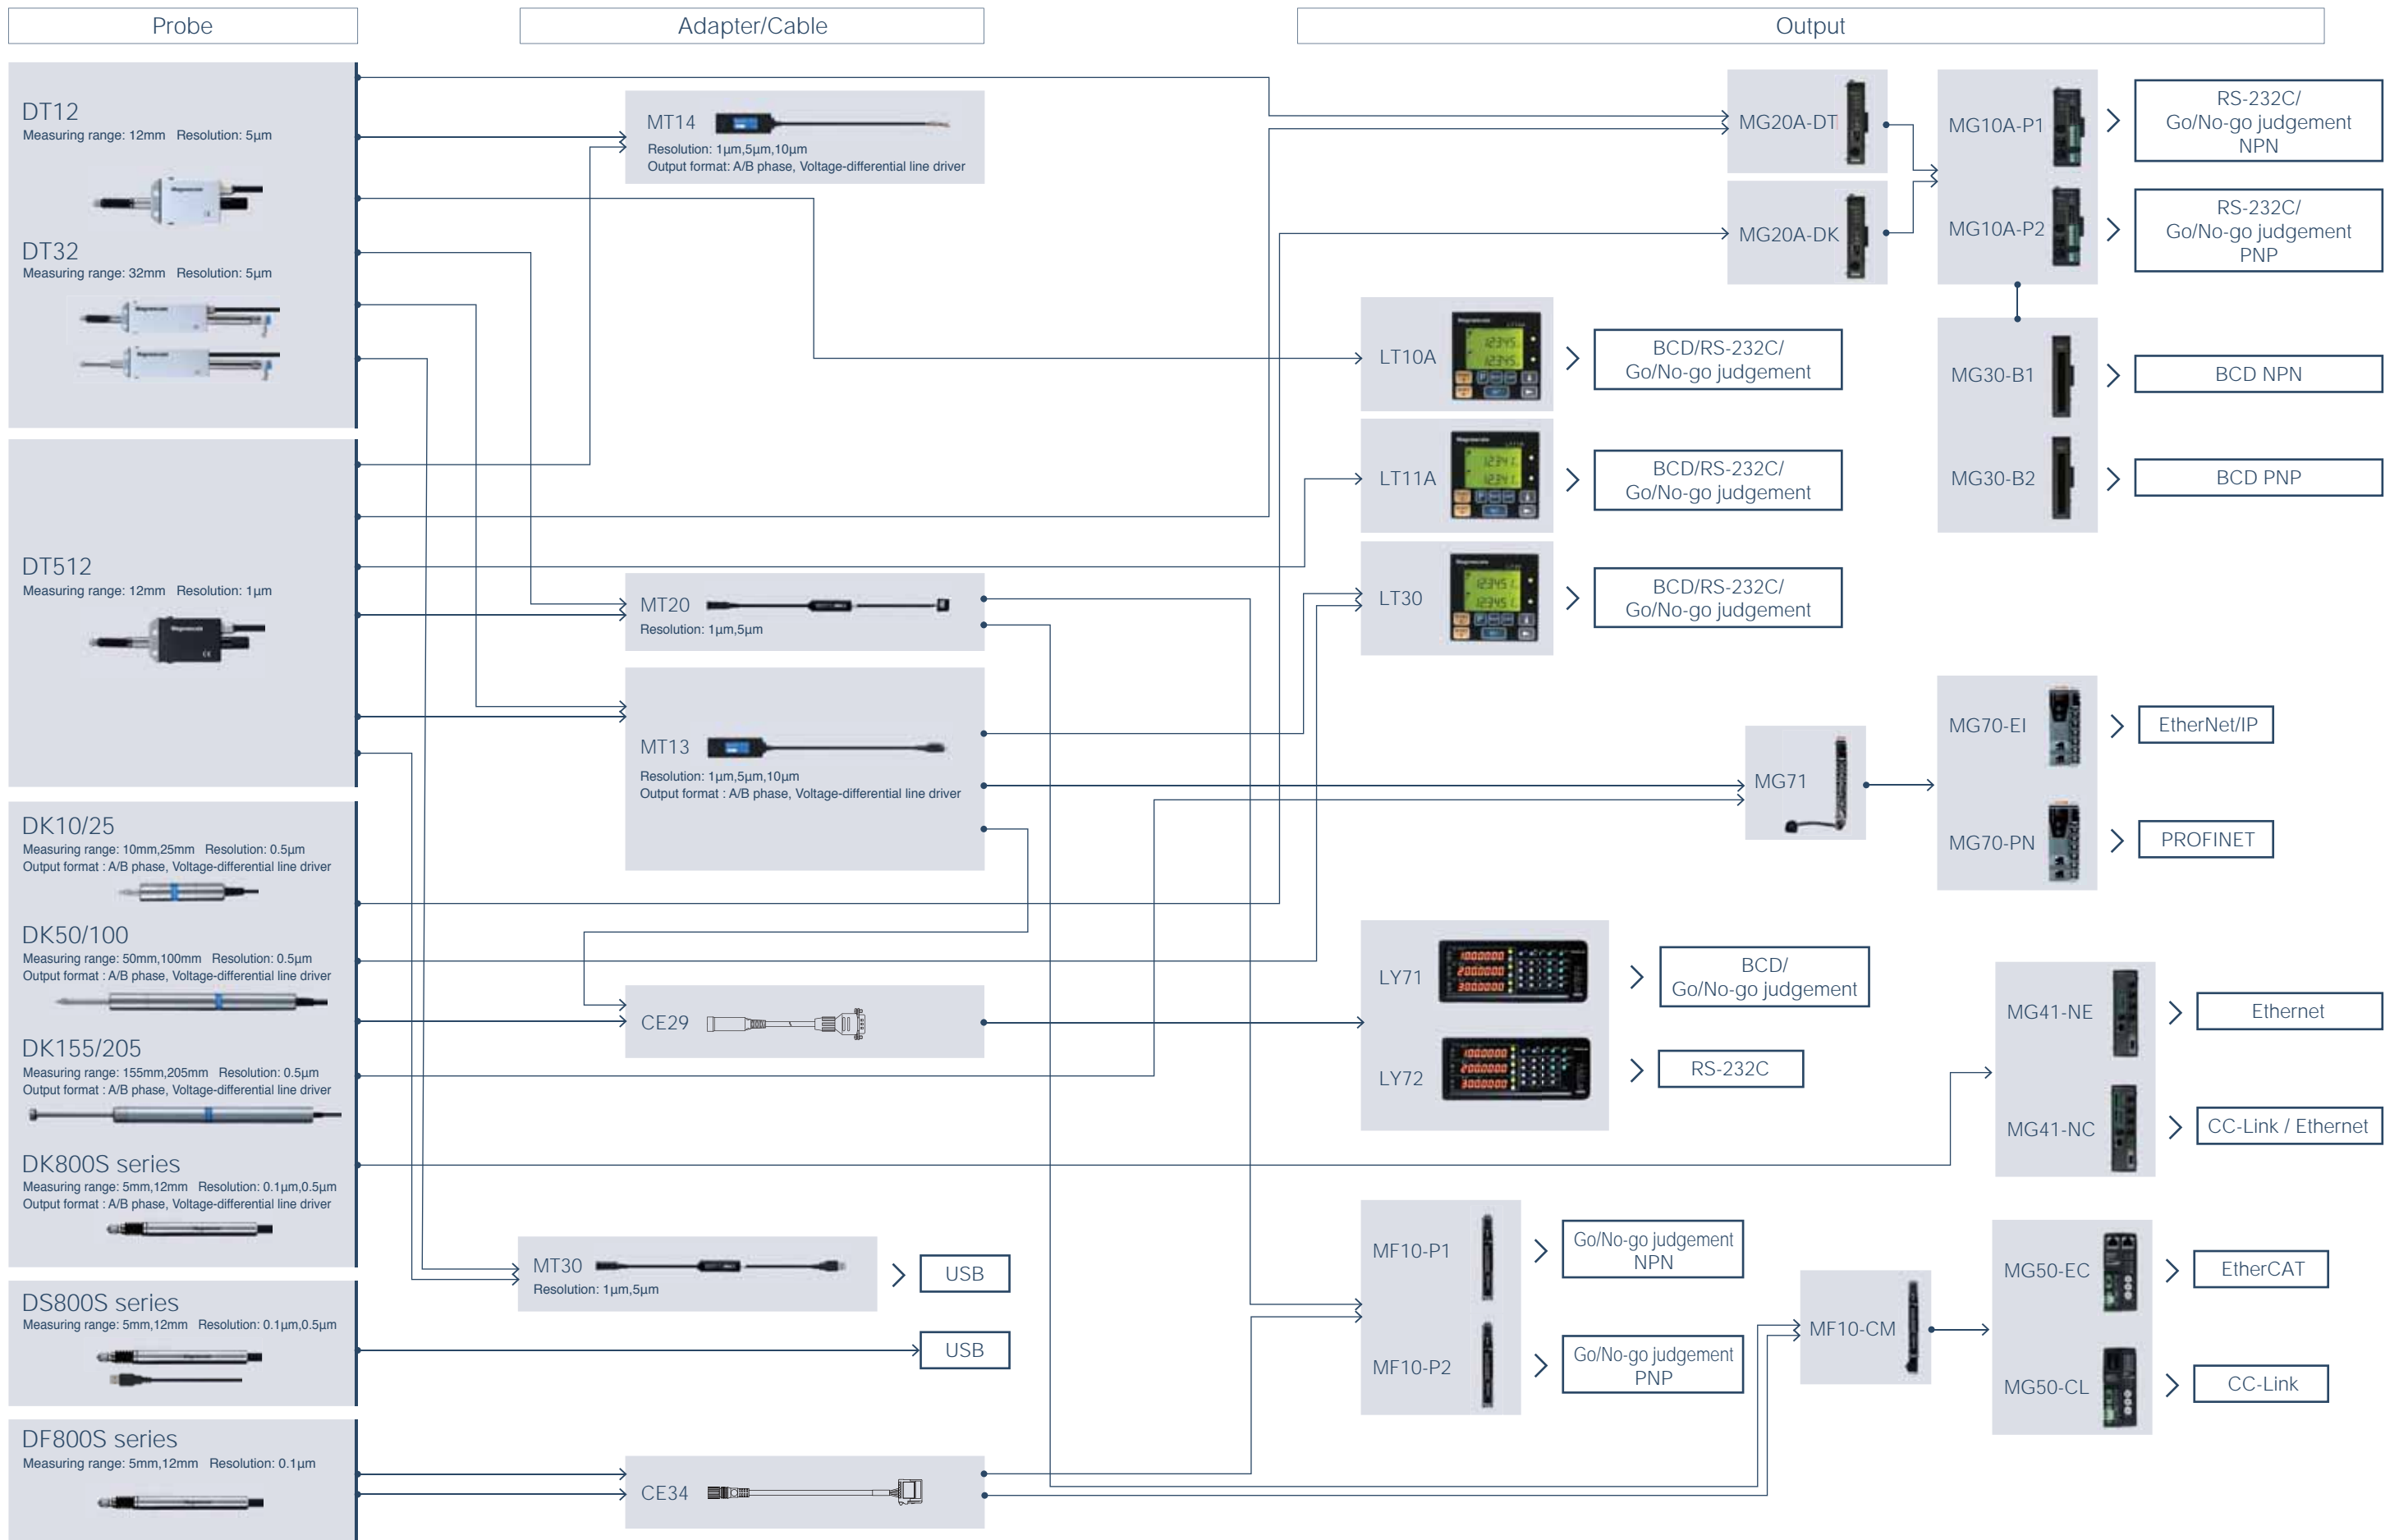 Probe
Adapter/Cable
Output
DT12
Measuring range: 12mm Resolution: 5μm
DT32
Measuring range: 32mm Resolution: 5μm
DT512
Measuring range: 12mm Resolution: 1μm
DK10/25
Measuring range: 10mm,25mm Resolution: 0.5μm
Output format : A/B phase, Voltage-differential line driver
DK50/100
Measuring range: 50mm,100mm Resolution: 0.5μm
Output format : A/B phase, Voltage-differential line driver
DK155/205
Measuring range: 155mm,205mm Resolution: 0.5μm
Output format : A/B phase, Voltage-differential line driver
DK800S series
Measuring range: 5mm,12mm Resolution: 0.1μm,0.5μm
Output format : A/B phase, Voltage-differential line driver
DS800S series
Measuring range: 5mm,12mm Resolution: 0.1μm,0.5μm
DF800S series
Measuring range: 5mm,12mm Resolution: 0.1μm
MT14
Resolution: 1μm,5μm,10μm
Output format: A/B phase, Voltage-differential line driver
MT20
Resolution: 1μm,5μm
MT13
Resolution: 1μm,5μm,10μm
Output format : A/B phase, Voltage-differential line driver
CE29
MT30
Resolution: 1μm,5μm
USB
USB
CE34
MG20A-DT
MG20A-DK
MG10A-P1
RS-232C/
Go/No-go judgement
NPN
MG10A-P2
RS-232C/
Go/No-go judgement
PNP
MG30-B1
BCD NPN
MG30-B2
BCD PNP
LT10A
BCD/RS-232C/
Go/No-go judgement
LT11A
BCD/RS-232C/
Go/No-go judgement
LT30
BCD/RS-232C/
Go/No-go judgement
MG71
MG70-EI
EtherNet/IP
MG70-PN
PROFINET
LY71
BCD/
Go/No-go judgement
LY72
RS-232C
MG41-NE
Ethernet
MG41-NC
CC-Link / Ethernet
MF10-P1
Go/No-go judgement
NPN
MF10-P2
Go/No-go judgement
PNP
MF10-CM
MG50-EC
EtherCAT
MG50-CL
CC-Link